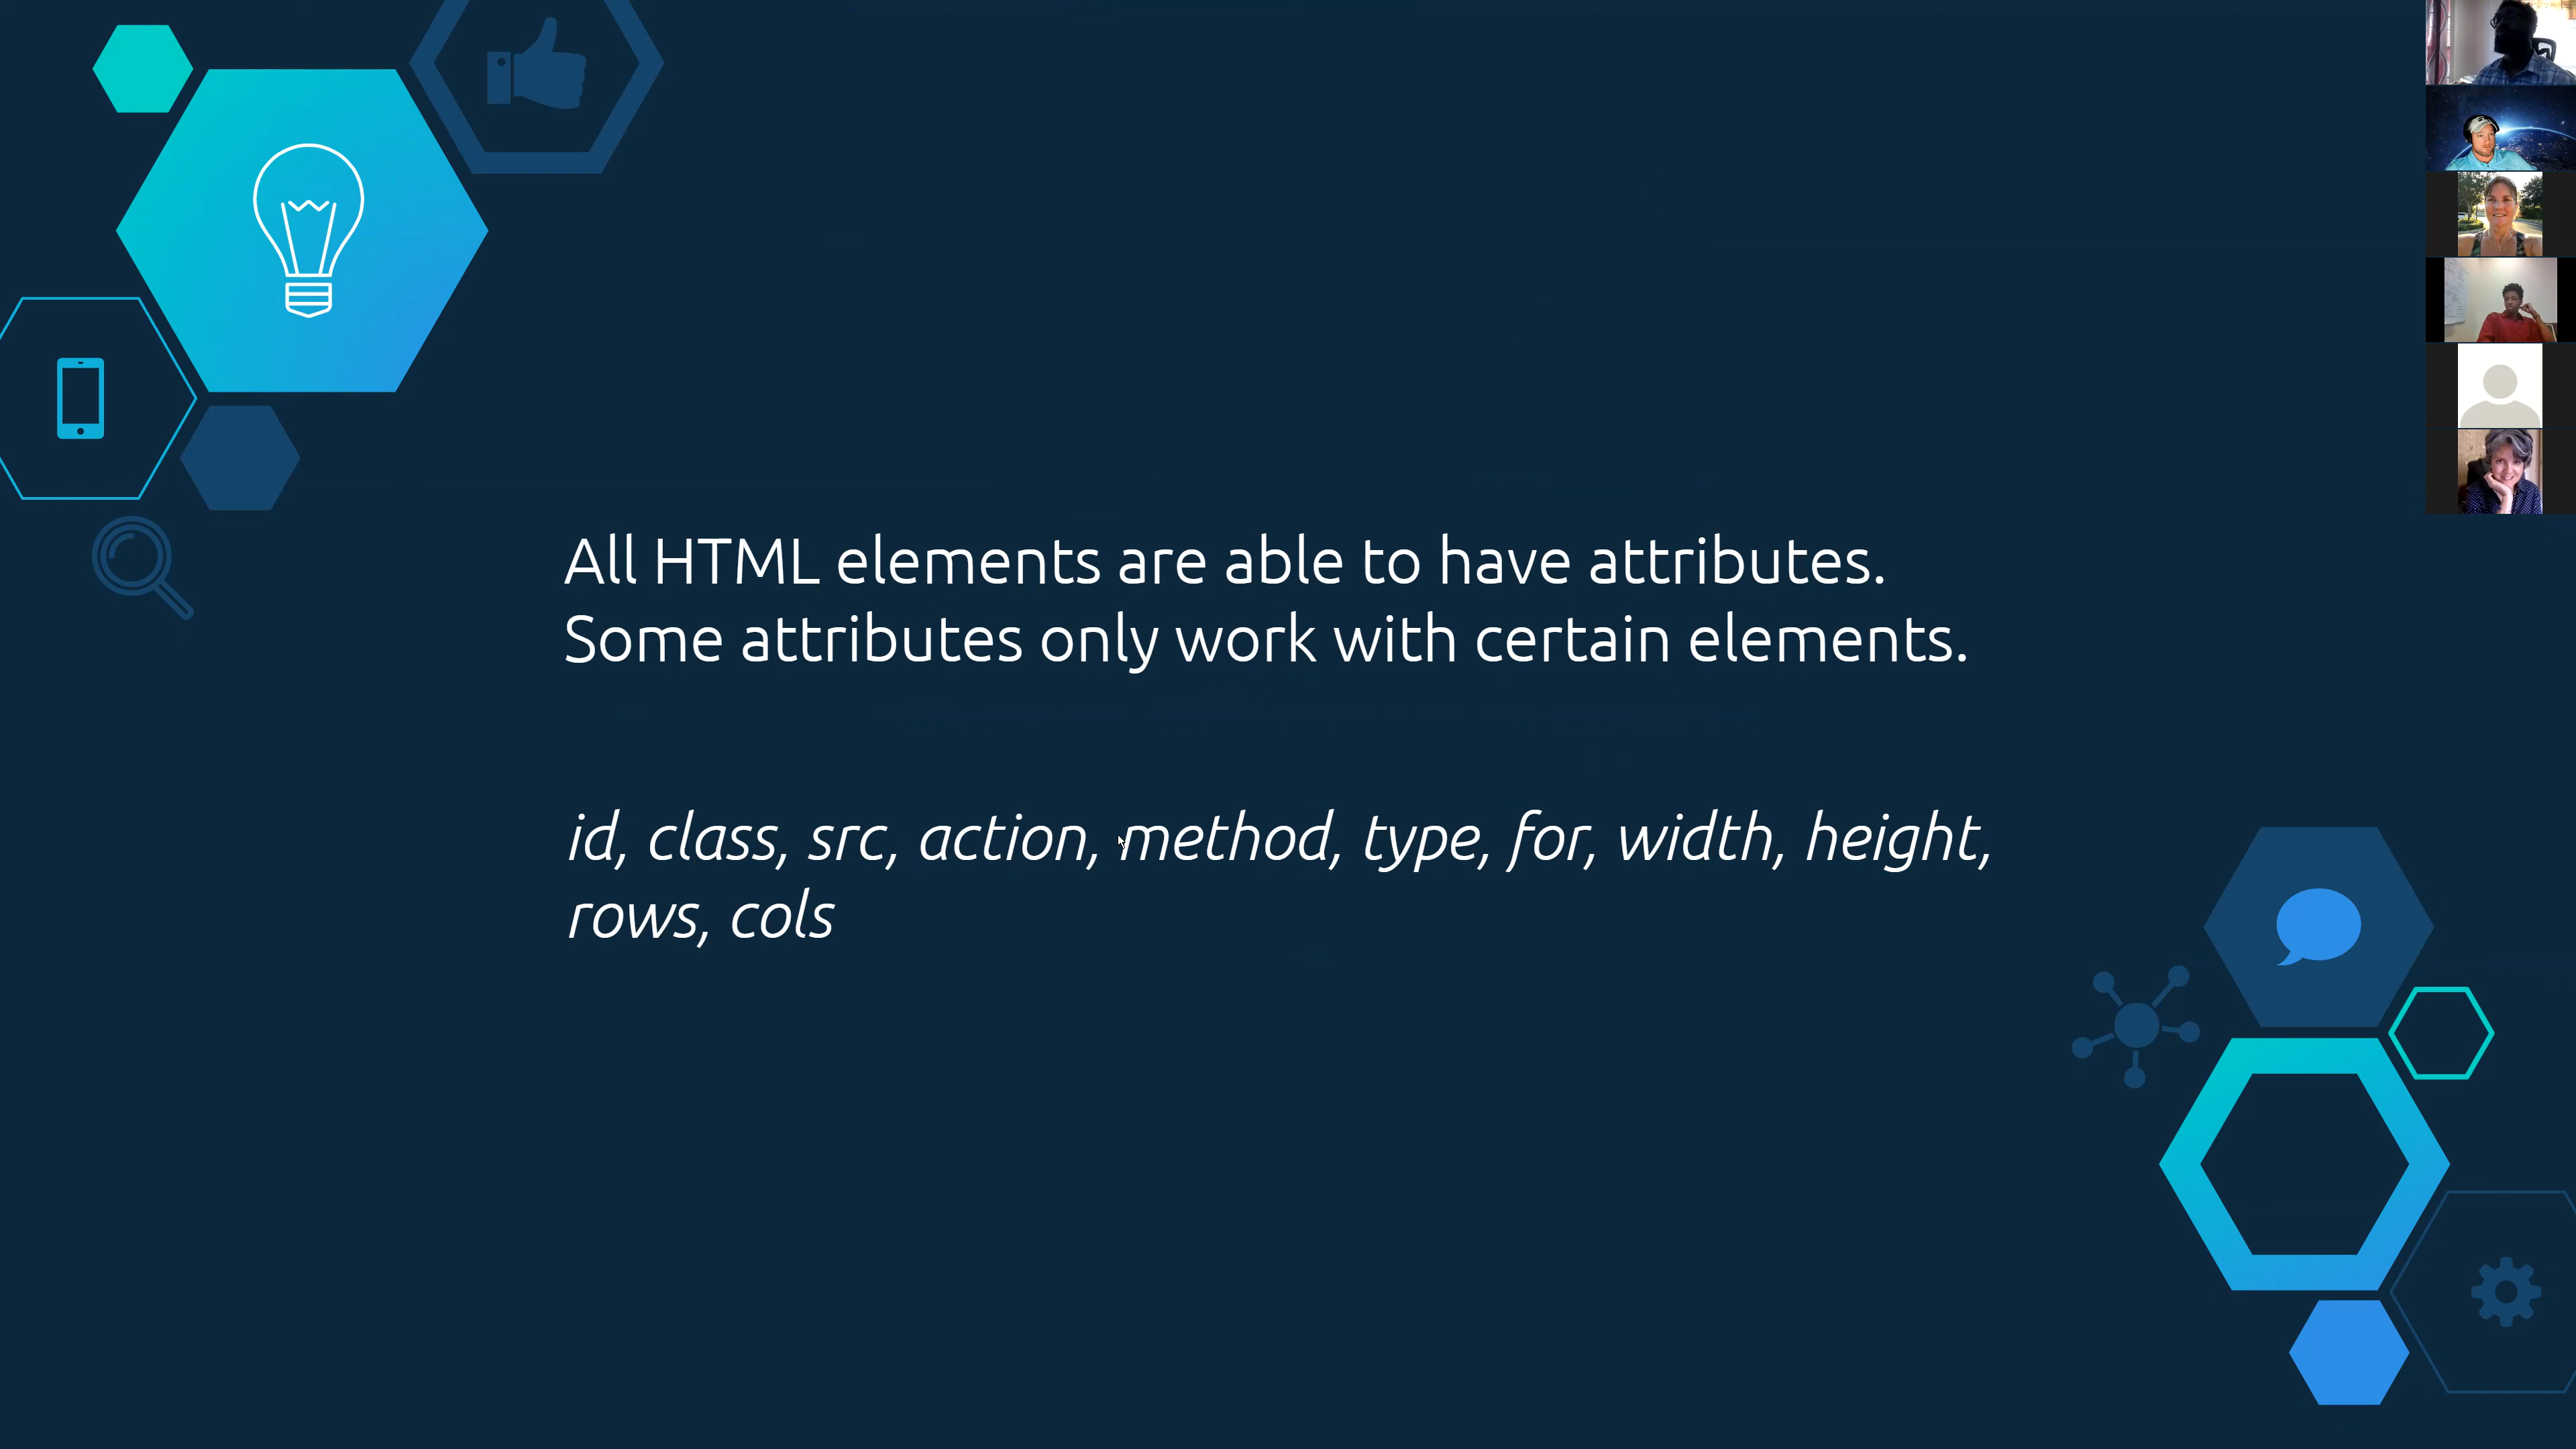 All HTML elements are able to have attributes.
Some attributes only work with certain elements.
id, class, src, action, method, type, for, width, height,
rows, cols